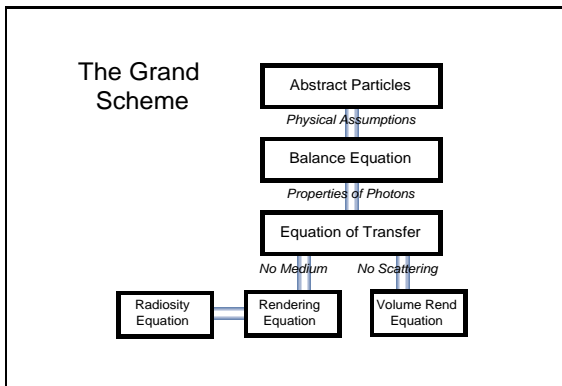 The Grand
Scheme
Abstract Particles
Physical Assumptions
Balance Equation
Properties of Photons
Equation of Transfer
No Medium
No Scattering
Radiosity
Equation
Rendering
Equation
Volume Rend
Equation